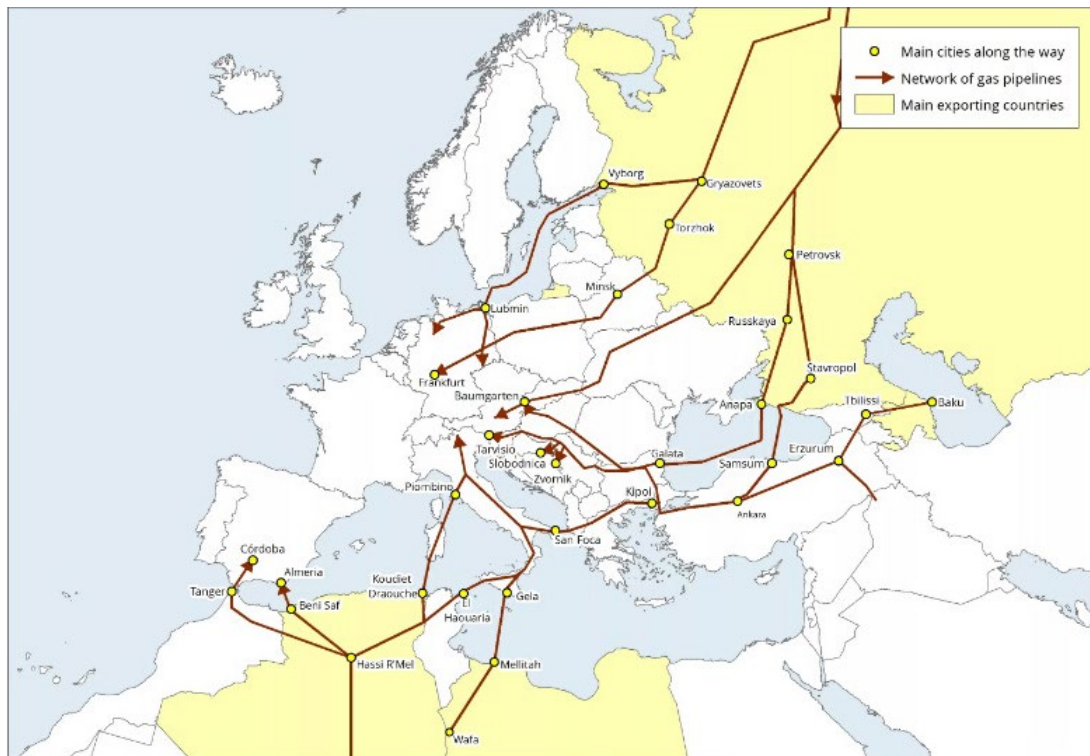 Main cities along the way
Network of gas pipelines
Main exporting countries
Vyborg
Gryazovets
Torzhok
Petrovsk
Minsk
Lubmin
Russkaya
Frankfurt
Stavropol
Baumgarten
Anapa
Tbilissi
Baku
Tarvisio
Slobodnica
Galata
Samsum
Erzurum
Zvornik
Piombino
Kipoi
Ankara
San Foca
Córdoba
Almeria
Koudiet
Draouche
Tanger
Beni Saf
Haouaria
Gela
Hassi R'Mel
Mellitah
Wafa